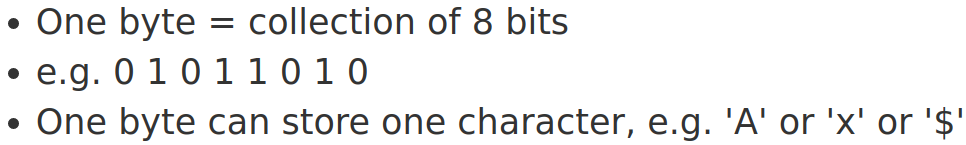 • One byte = collection of 8 bits
• e.g. 0 1 0 1 1 0 1 0
• One byte can store one character, e.g. 'A' or 'x' or '$'